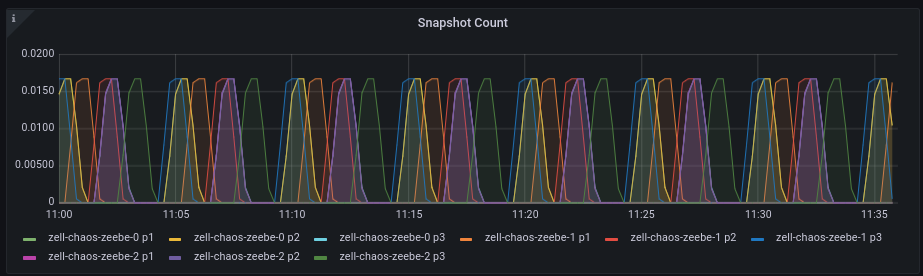 i
Snapshot Count
0.0200
0.0150
0.0100
0.00500
0
11:00 11:05 11:10 11:15 11:20 11:25 11:30 11:35
zell-chaos-zeebe-0 p1 zell-chaos-zeebe-0 p2 zell-chaos-zeebe-0 p3 zell-chaos-zeebe-1 p1 zell-chaos-zeebe-1 p2 zell-chaos-zeebe-1 p3
zell-chaos-zeebe-2 p1 zell-chaos-zeebe-2 p2 zell-chaos-zeebe-2 p3